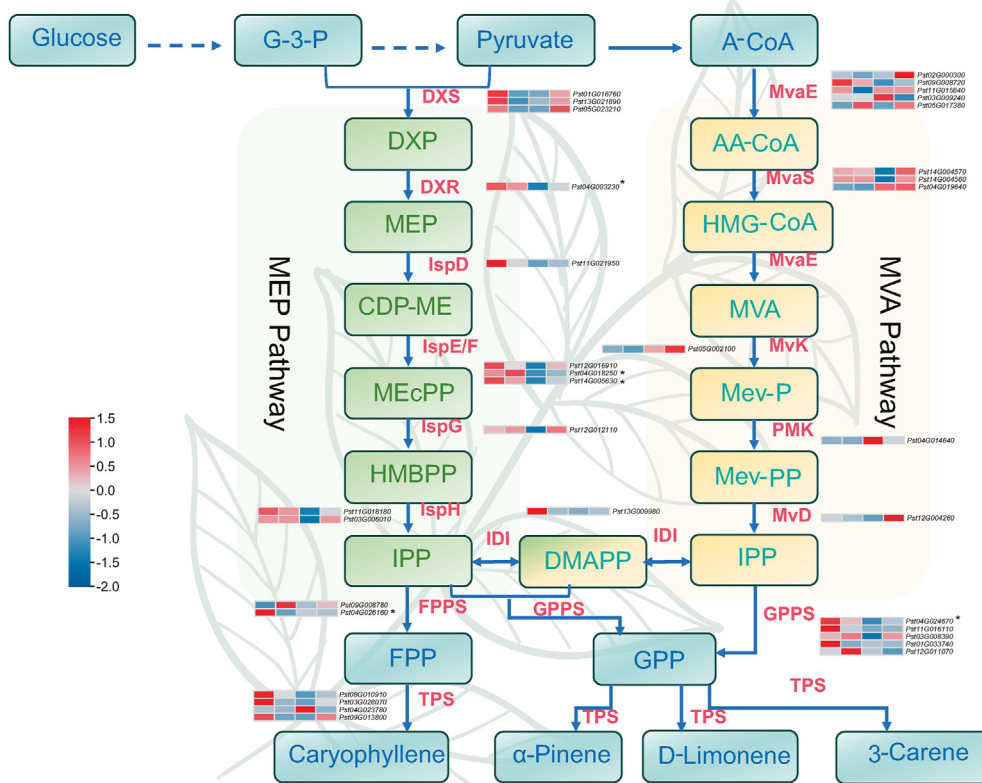 Glucose
G-3-P
Pyruvate
A-CoA
DXS
Pst01G016760
Pst13G021890
Pst05G023210
MvaE
Pst02G000300
Pst09G008720
Pst11G015640
Pst03G009240
Pst05G017380
DXP
AA-CoA
DXR
Pst04G003230 *
MvaS
Pst14G004570
Pst14G004560
Pst04G019640
MEP
HMG-CoA
IspD
Pst11G021950
MvaE
MEP Pathway
MVA Pathway
CDP-ME
MVA
IspE/F
Pst12G016910
Pst04G018250 *
Pst14G005630 *
Pst05G002100
MvK
MEcPP
Mev-P
IspG
Pst12G012110
PMK
Pst04G014640
1.5
1.0
0.5
0.0
-0.5
-1.0
-1.5
-2.0
HMBPP
Mev-PP
Pst11G018180
Pst03G006010
IspH
Pst13G009980
MvD
Pst12G004260
IDI
IDI
IPP
DMAPP
IPP
Pst09G008780
Pst04G026160 *
FPPS
GPPS
GPPS
Pst04G024670 *
Pst11G016110
Pst03G008390
Pst01G033740
Pst12G011070
FPP
GPP
Pst08G010910
Pst03G028070
Pst04G023780
Pst09G013800
TPS
TPS
TPS
TPS
Caryophyllene
α-Pinene
D-Limonene
3-Carene